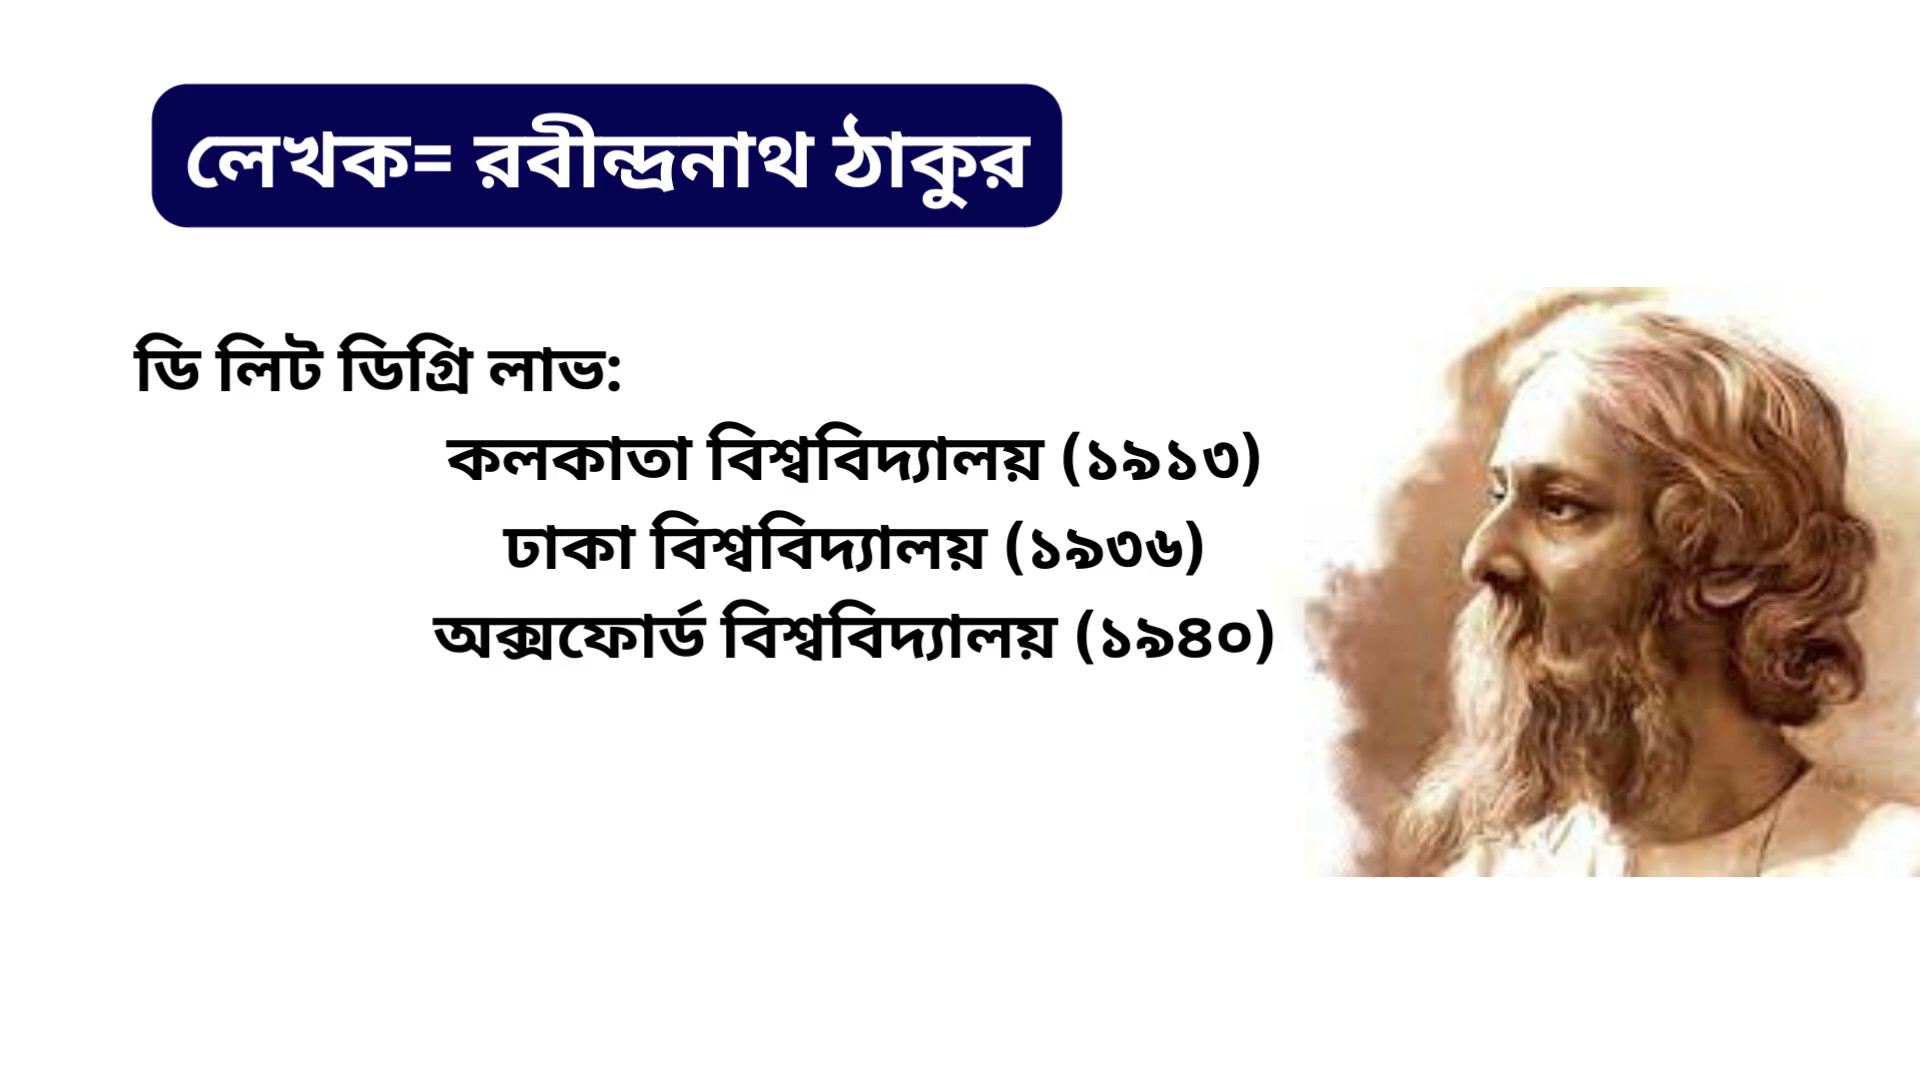 লেখক= রবীন্দ্রনাথ ঠাকুর
ডি লিট ডিগ্রি লাভ:
কলকাতা বিশ্ববিদ্যালয় (১৯১৩)
ঢাকা বিশ্ববিদ্যালয় (১৯৩৬)
অক্সফোর্ড বিশ্ববিদ্যালয় (১৯৪০)